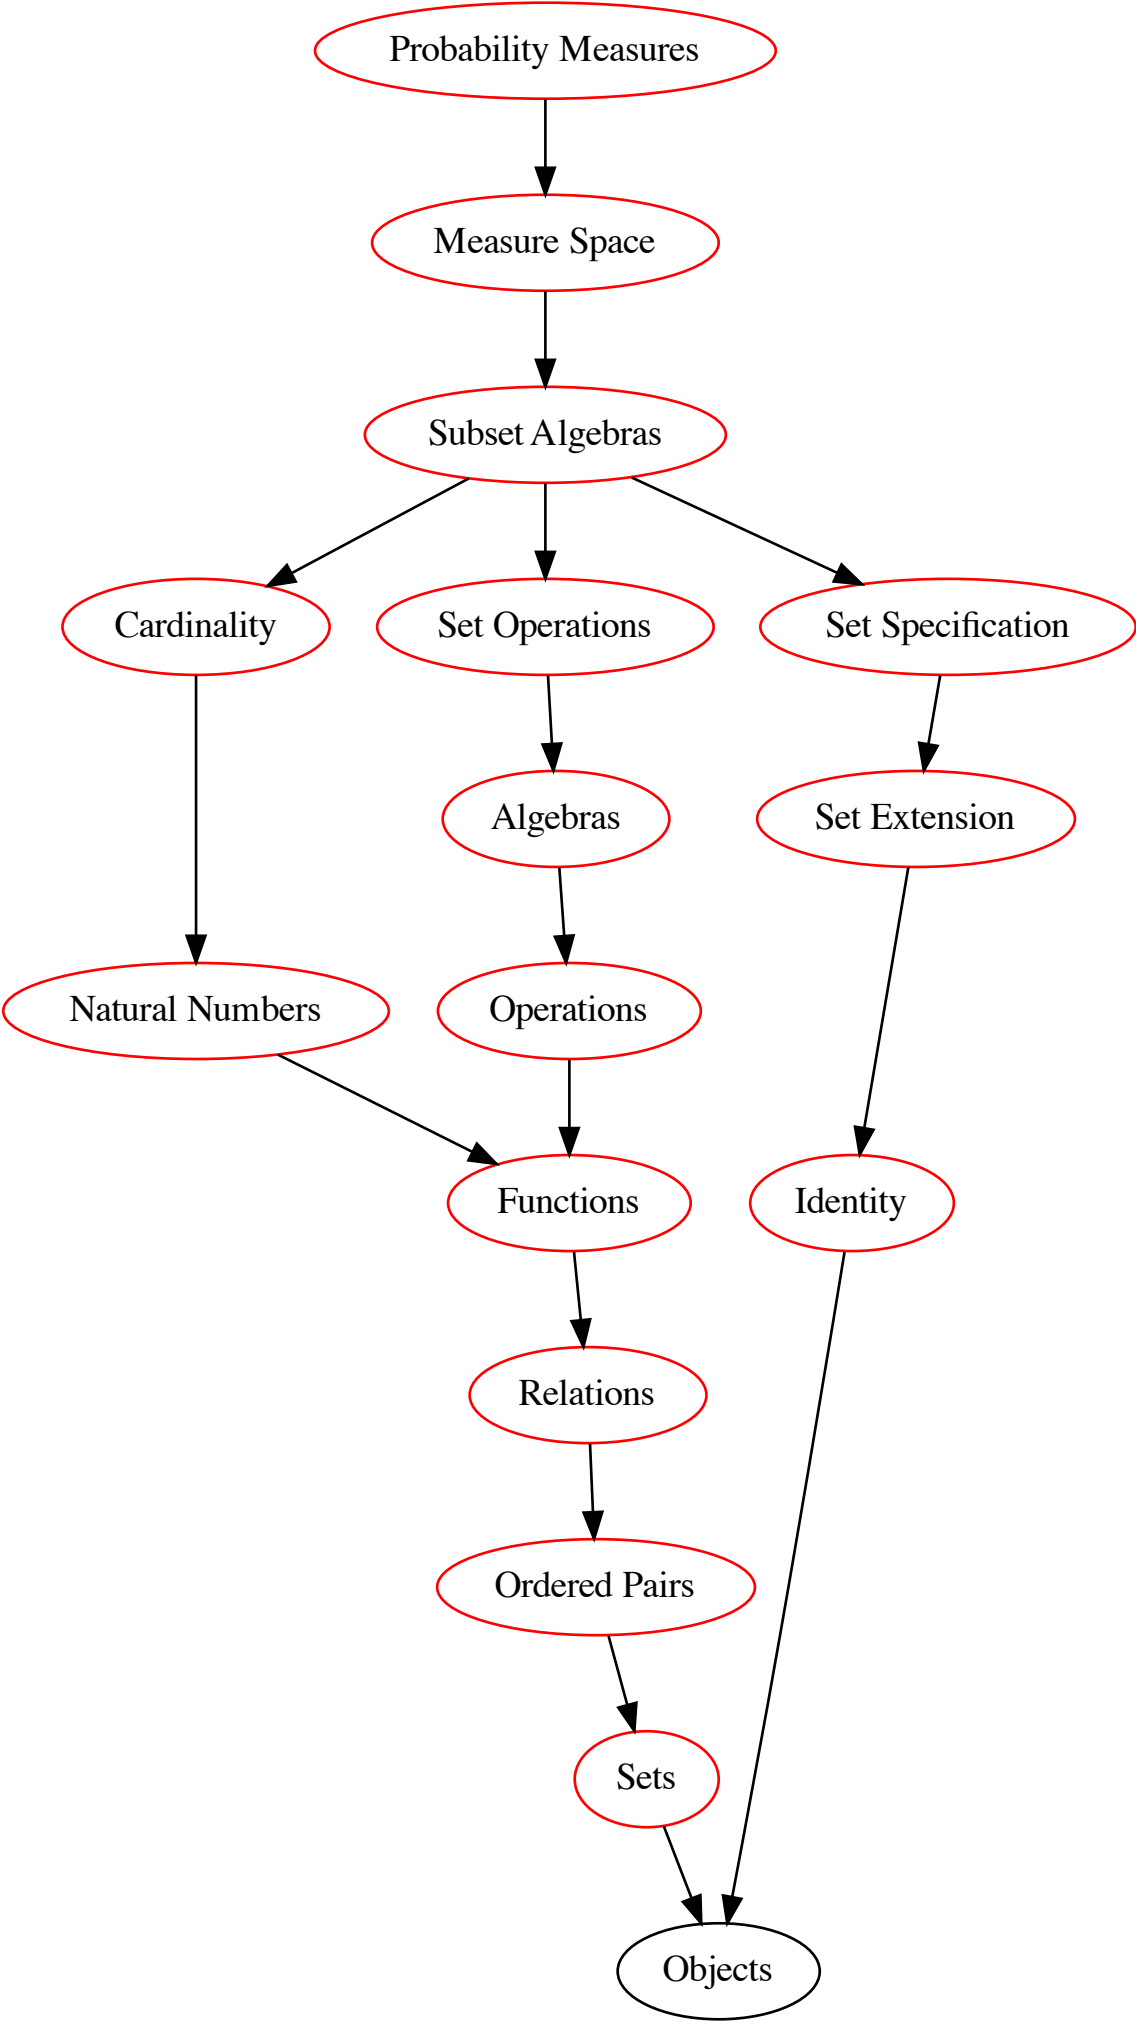 Probability Measures
Measure Space
Subset Algebras
Cardinality
Set Operations
Set Specification
Algebras
Set Extension
Natural Numbers
Operations
Functions
Identity
Relations
Ordered Pairs
Sets
Objects